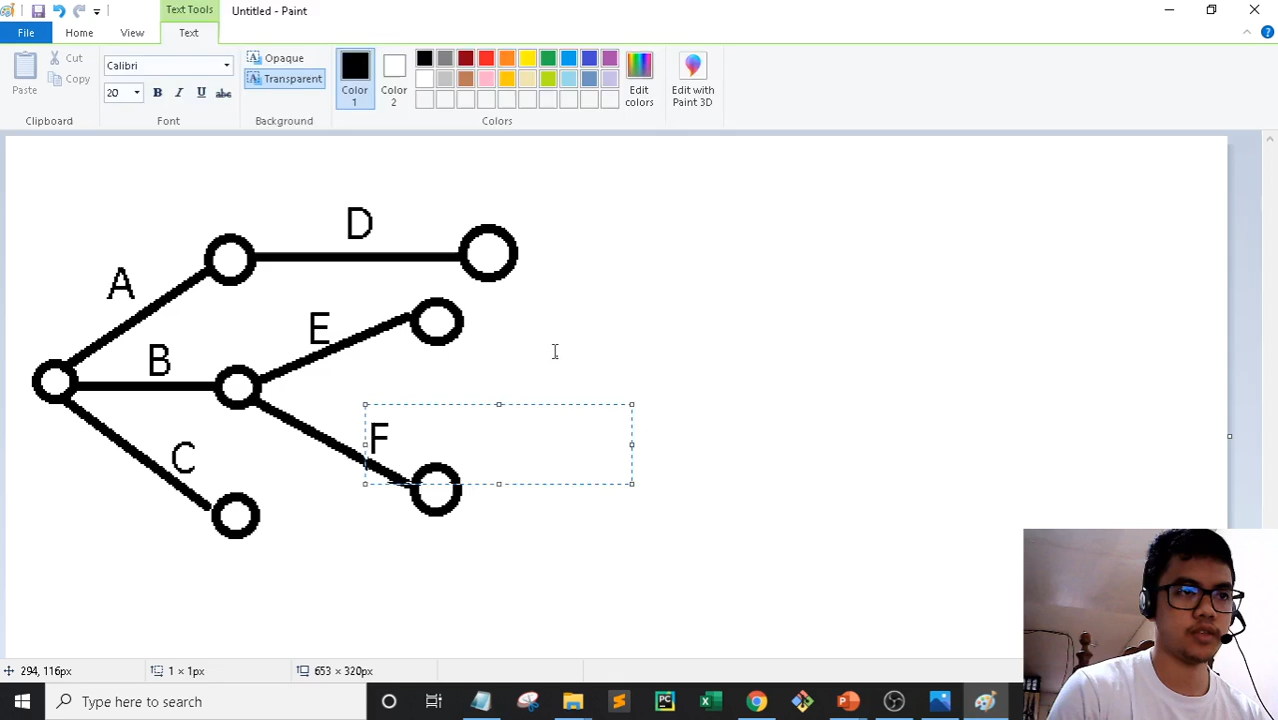 Text Tools
Untitled - Paint
File
Home
View
Text
Paste
Cut
Copy
Clipboard
Calibri
20
B I U abc
Font
Opaque
Transparent
Background
Color 1
Color 2
Edit colors
Colors
Edit with Paint 3D
D
A
E
B
F
C
294, 116px
1 × 1px
653 × 320px
Type here to search